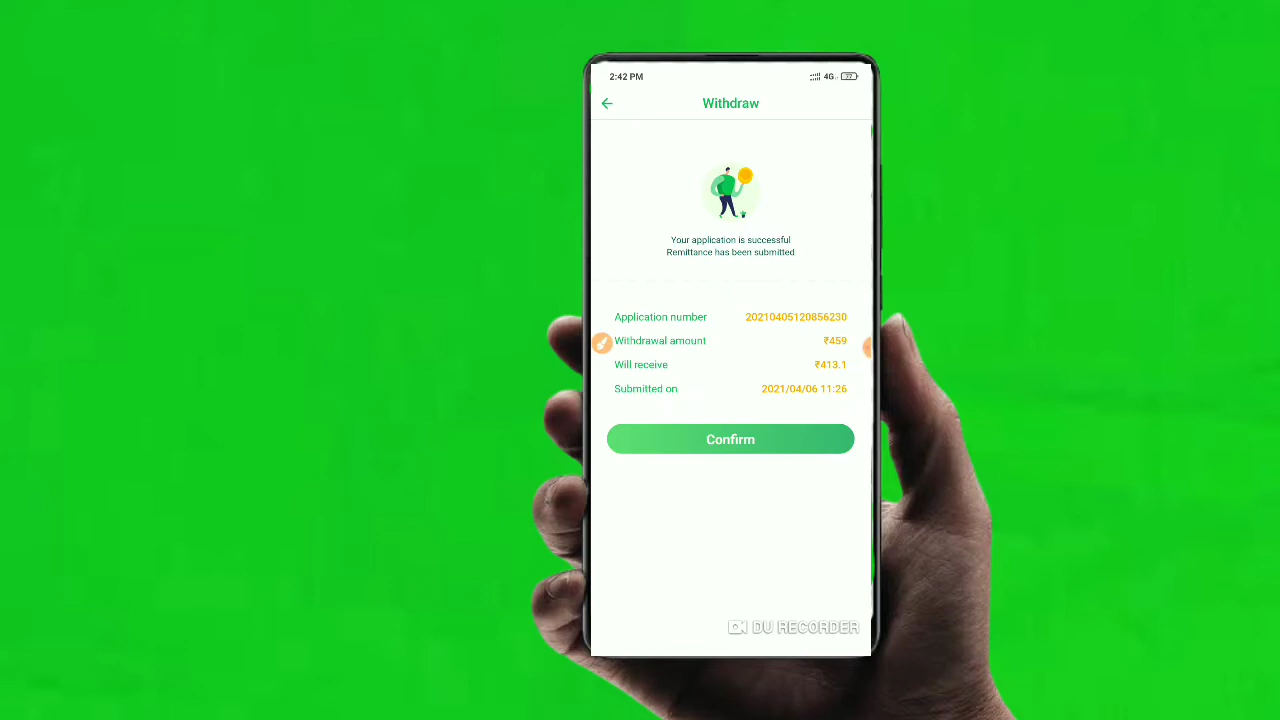 2:42 PM
4G
77
Withdraw
Your application is successful
Remittance has been submitted
Application number 20210405120856230
Withdrawal amount ₹459
Will receive ₹413.1
Submitted on 2021/04/06 11:26
Confirm
DU RECORDER